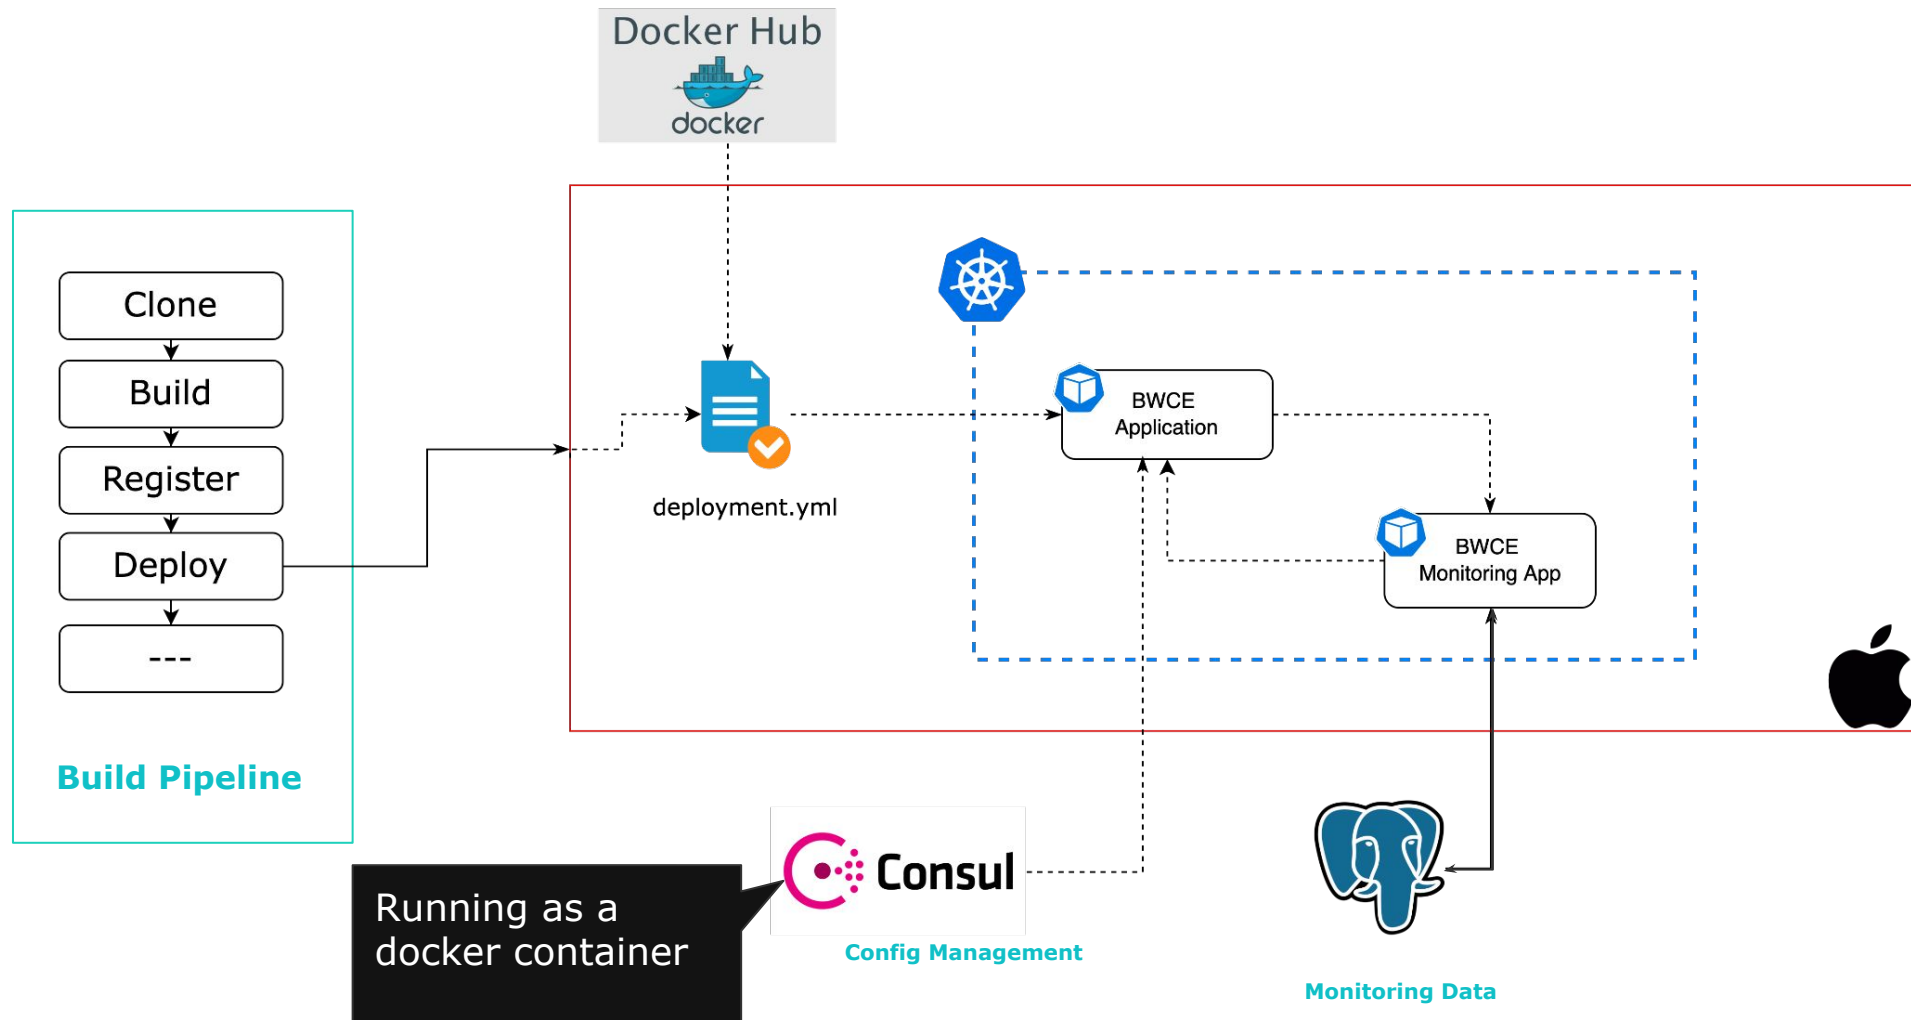 Docker Hub
docker
Clone
Build
Register
Deploy
---
Build Pipeline
deployment.yml
BWCE
Application
BWCE
Monitoring App
Running as a
docker container
Consul
Config Management
Monitoring Data